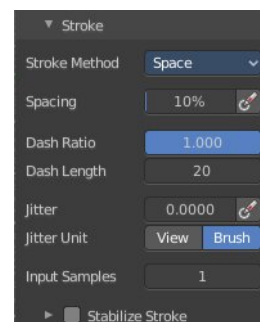 Stroke
Stroke Method Space
Spacing 10%
Dash Ratio 1.000
Dash Length 20
Jitter 0.0000
Jitter Unit View Brush
Input Samples 1
Stabilize Stroke